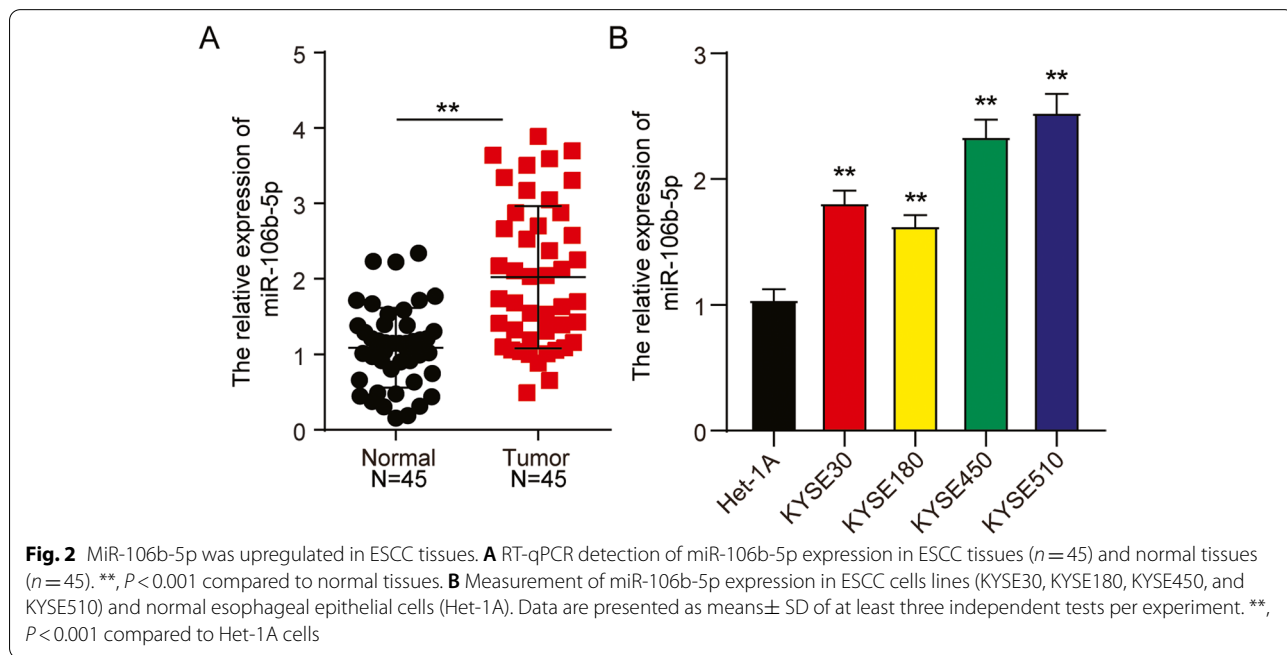 A
The relative expression of
miR-106b-5p
5
4
3
2
1
0
**
Normal
N=45
Tumor
N=45
B
The relative expression of
miR-106b-5p
3
2
1
0
**
**
**
**
Het-1A
KYSE30
KYSE180
KYSE450
KYSE510
Fig. 2 MiR-106b-5p was upregulated in ESCC tissues. A RT-qPCR detection of miR-106b-5p expression in ESCC tissues (n = 45) and normal tissues
(n = 45). **, P < 0.001 compared to normal tissues. B Measurement of miR-106b-5p expression in ESCC cells lines (KYSE30, KYSE180, KYSE450, and
KYSE510) and normal esophageal epithelial cells (Het-1A). Data are presented as means± SD of at least three independent tests per experiment. **,
P < 0.001 compared to Het-1A cells